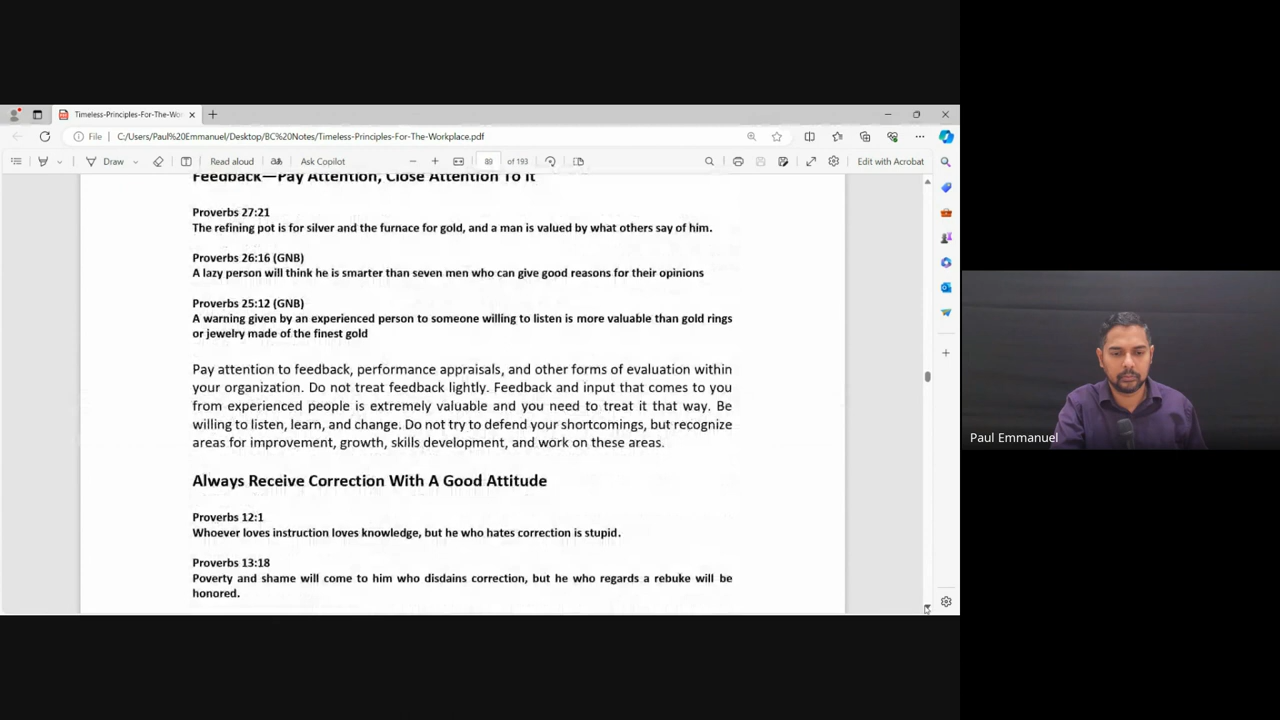 Timeless-Principles-For-The-Wor
File
C:/Users/Paul%20Emmanuel/Desktop/BC%20Notes/Timeless-Principles-For-The-Workplace.pdf
Draw
Read aloud
Ask Copilot
89 of 193
Edit with Acrobat
Feedback—Pay Attention, Close Attention To It
Proverbs 27:21
The refining pot is for silver and the furnace for gold, and a man is valued by what others say of him.
Proverbs 26:16 (GNB)
A lazy person will think he is smarter than seven men who can give good reasons for their opinions
Proverbs 25:12 (GNB)
A warning given by an experienced person to someone willing to listen is more valuable than gold rings
or jewelry made of the finest gold
Pay attention to feedback, performance appraisals, and other forms of evaluation within
your organization. Do not treat feedback lightly. Feedback and input that comes to you
from experienced people is extremely valuable and you need to treat it that way. Be
willing to listen, learn, and change. Do not try to defend your shortcomings, but recognize
areas for improvement, growth, skills development, and work on these areas.
Always Receive Correction With A Good Attitude
Proverbs 12:1
Whoever loves instruction loves knowledge, but he who hates correction is stupid.
Proverbs 13:18
Poverty and shame will come to him who disdains correction, but he who regards a rebuke will be
honored.
Paul Emmanuel